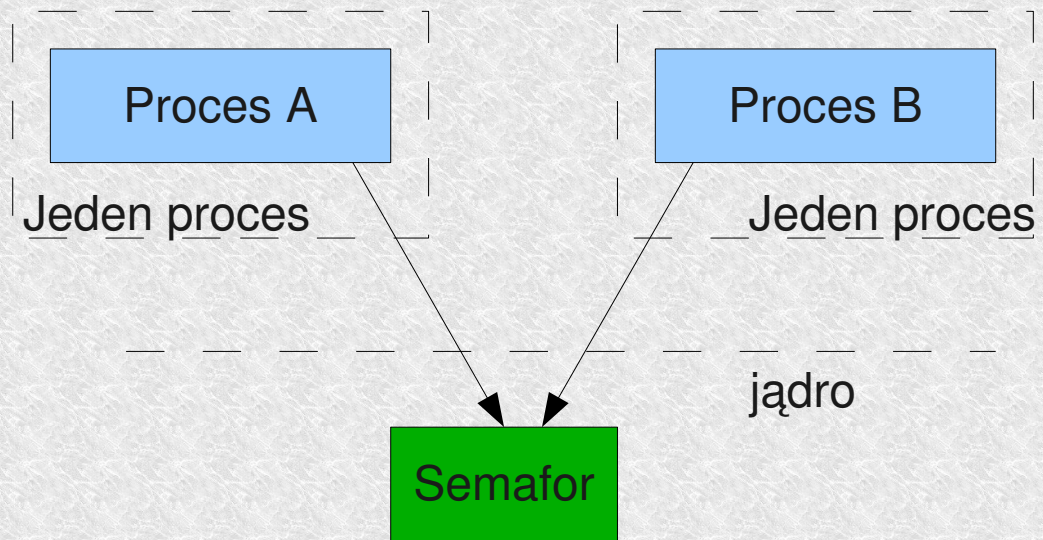 Proces A
Proces B
Jeden proces
Jeden proces
jądro
Semafor